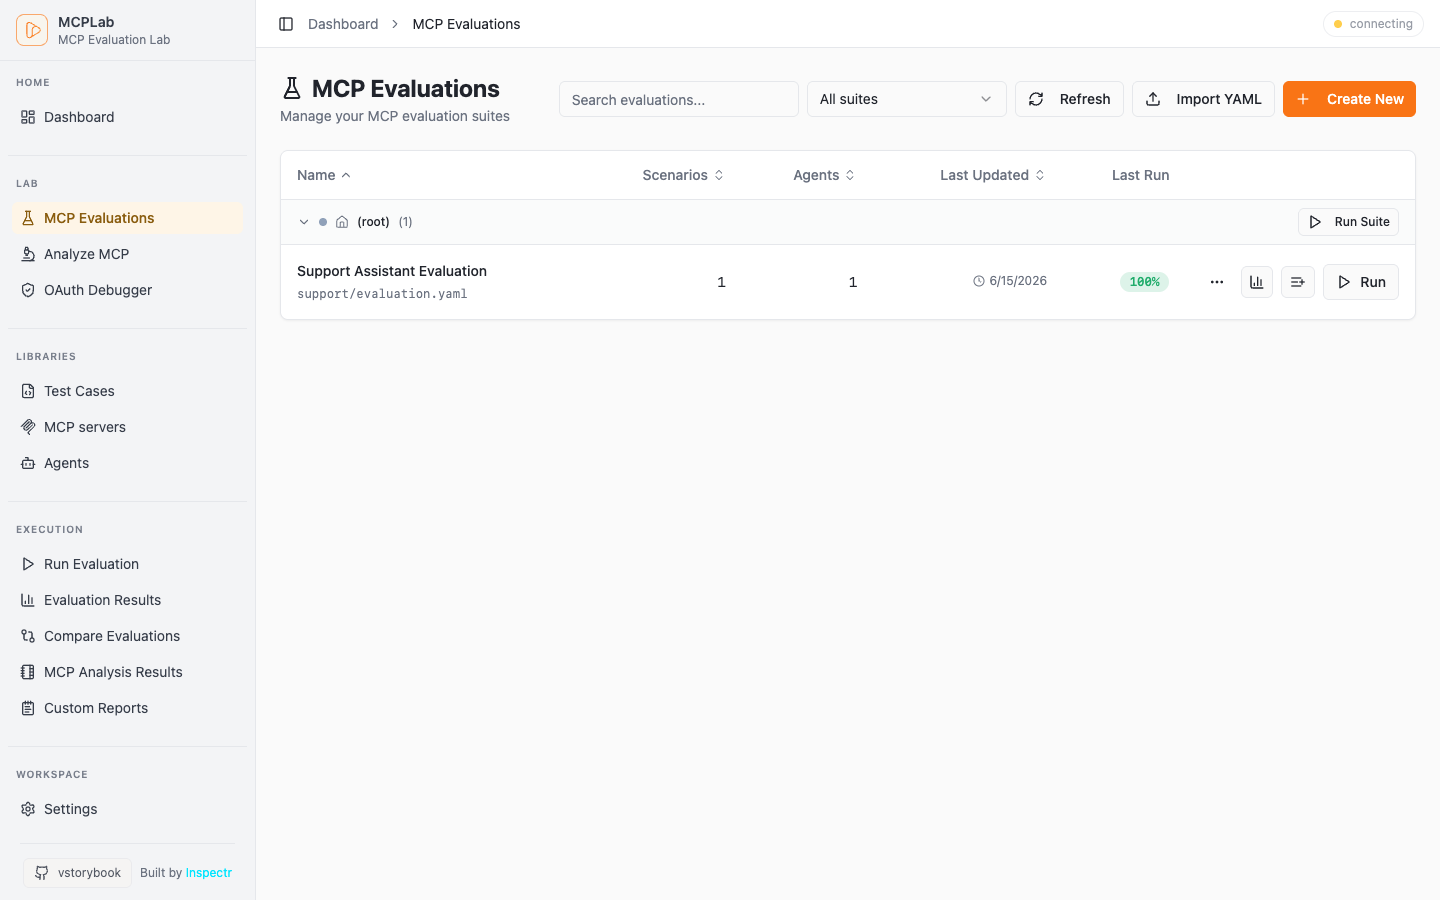 MCPLab
MCP Evaluation Lab
HOME
Dashboard
LAB
MCP Evaluations
Analyze MCP
OAuth Debugger
LIBRARIES
Test Cases
MCP servers
Agents
EXECUTION
Run Evaluation
Evaluation Results
Compare Evaluations
MCP Analysis Results
Custom Reports
WORKSPACE
Settings
vstorybook Built by Inspectr
Dashboard MCP Evaluations
connecting
MCP Evaluations
Manage your MCP evaluation suites
Search evaluations...
All suites
Refresh
Import YAML
Create New
Name Scenarios Agents Last Updated Last Run
(root) (1) Run Suite
Support Assistant Evaluation
support/evaluation.yaml
1 1 6/15/2026 100% Run